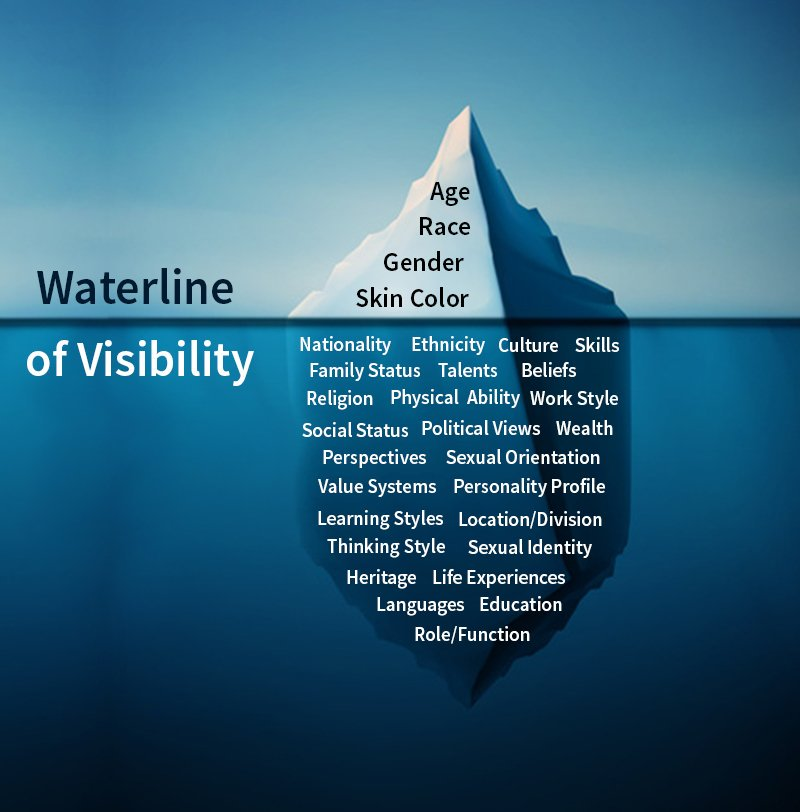 Age
Race
Gender
Skin Color
Waterline
of Visibility
Nationality Ethnicity Culture Skills
Family Status Talents Beliefs
Religion Physical Ability Work Style
Social Status Political Views Wealth
Perspectives Sexual Orientation
Value Systems Personality Profile
Learning Styles Location/Division
Thinking Style Sexual Identity
Heritage Life Experiences
Languages Education
Role/Function